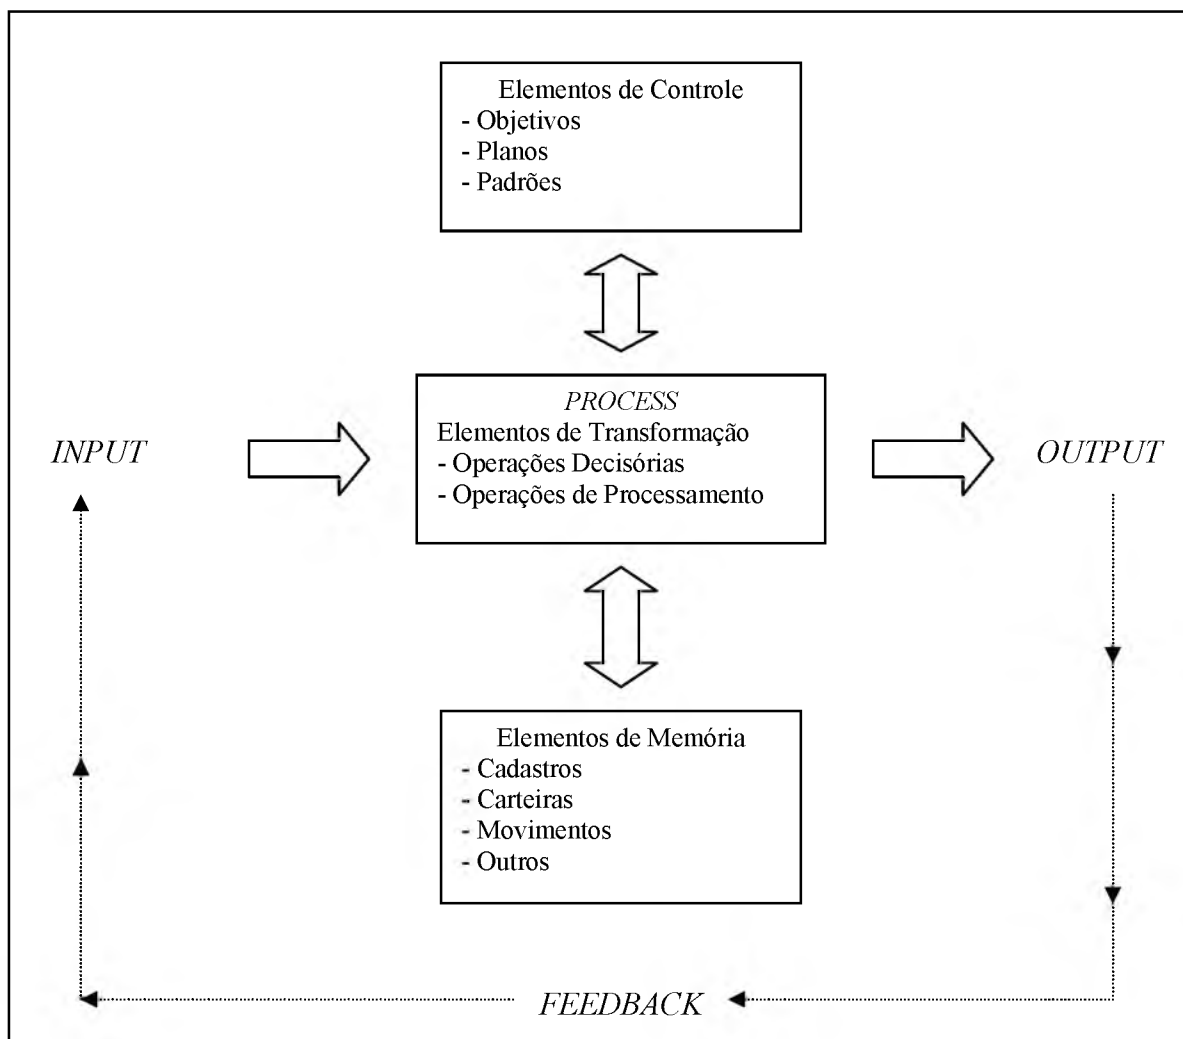 Elementos de Controle
- Objetivos
- Planos
- Padrões
PROCESS
Elementos de Transformação
- Operações Decisórias
- Operações de Processamento
INPUT
OUTPUT
Elementos de Memória
- Cadastros
- Carteiras
- Movimentos
- Outros
FEEDBACK